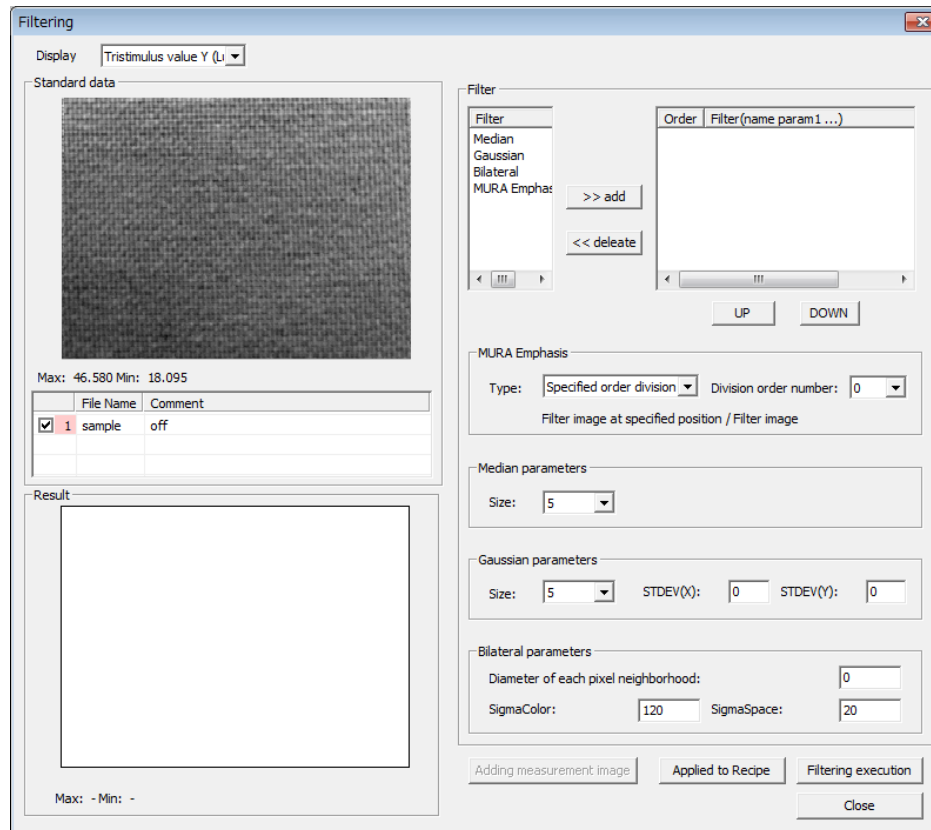 Filtering
Display Tristimulus value Y (Lu
Standard data
Max: 46.580 Min: 18.095
File Name Comment
1 sample off
Result
Max: - Min: -
Filter
Filter
Median
Gaussian
Bilateral
MURA Emphas
>> add
<< deleate
Order Filter(name param1 ...)
UP DOWN
MURA Emphasis
Type: Specified order division Division order number: 0
Filter image at specified position / Filter image
Median parameters
Size: 5
Gaussian parameters
Size: 5 STDEV(X): 0 STDEV(Y): 0
Bilateral parameters
Diameter of each pixel neighborhood: 0
SigmaColor: 120 SigmaSpace: 20
Adding measurement image Applied to Recipe Filtering execution
Close